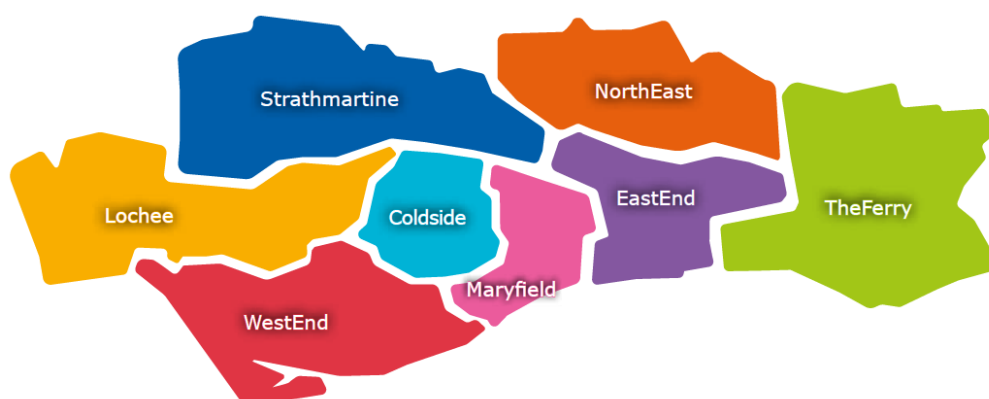 NorthEast
Strathmartine
EastEnd
TheFerry
Lochee
Coldside
Maryfield
WestEnd